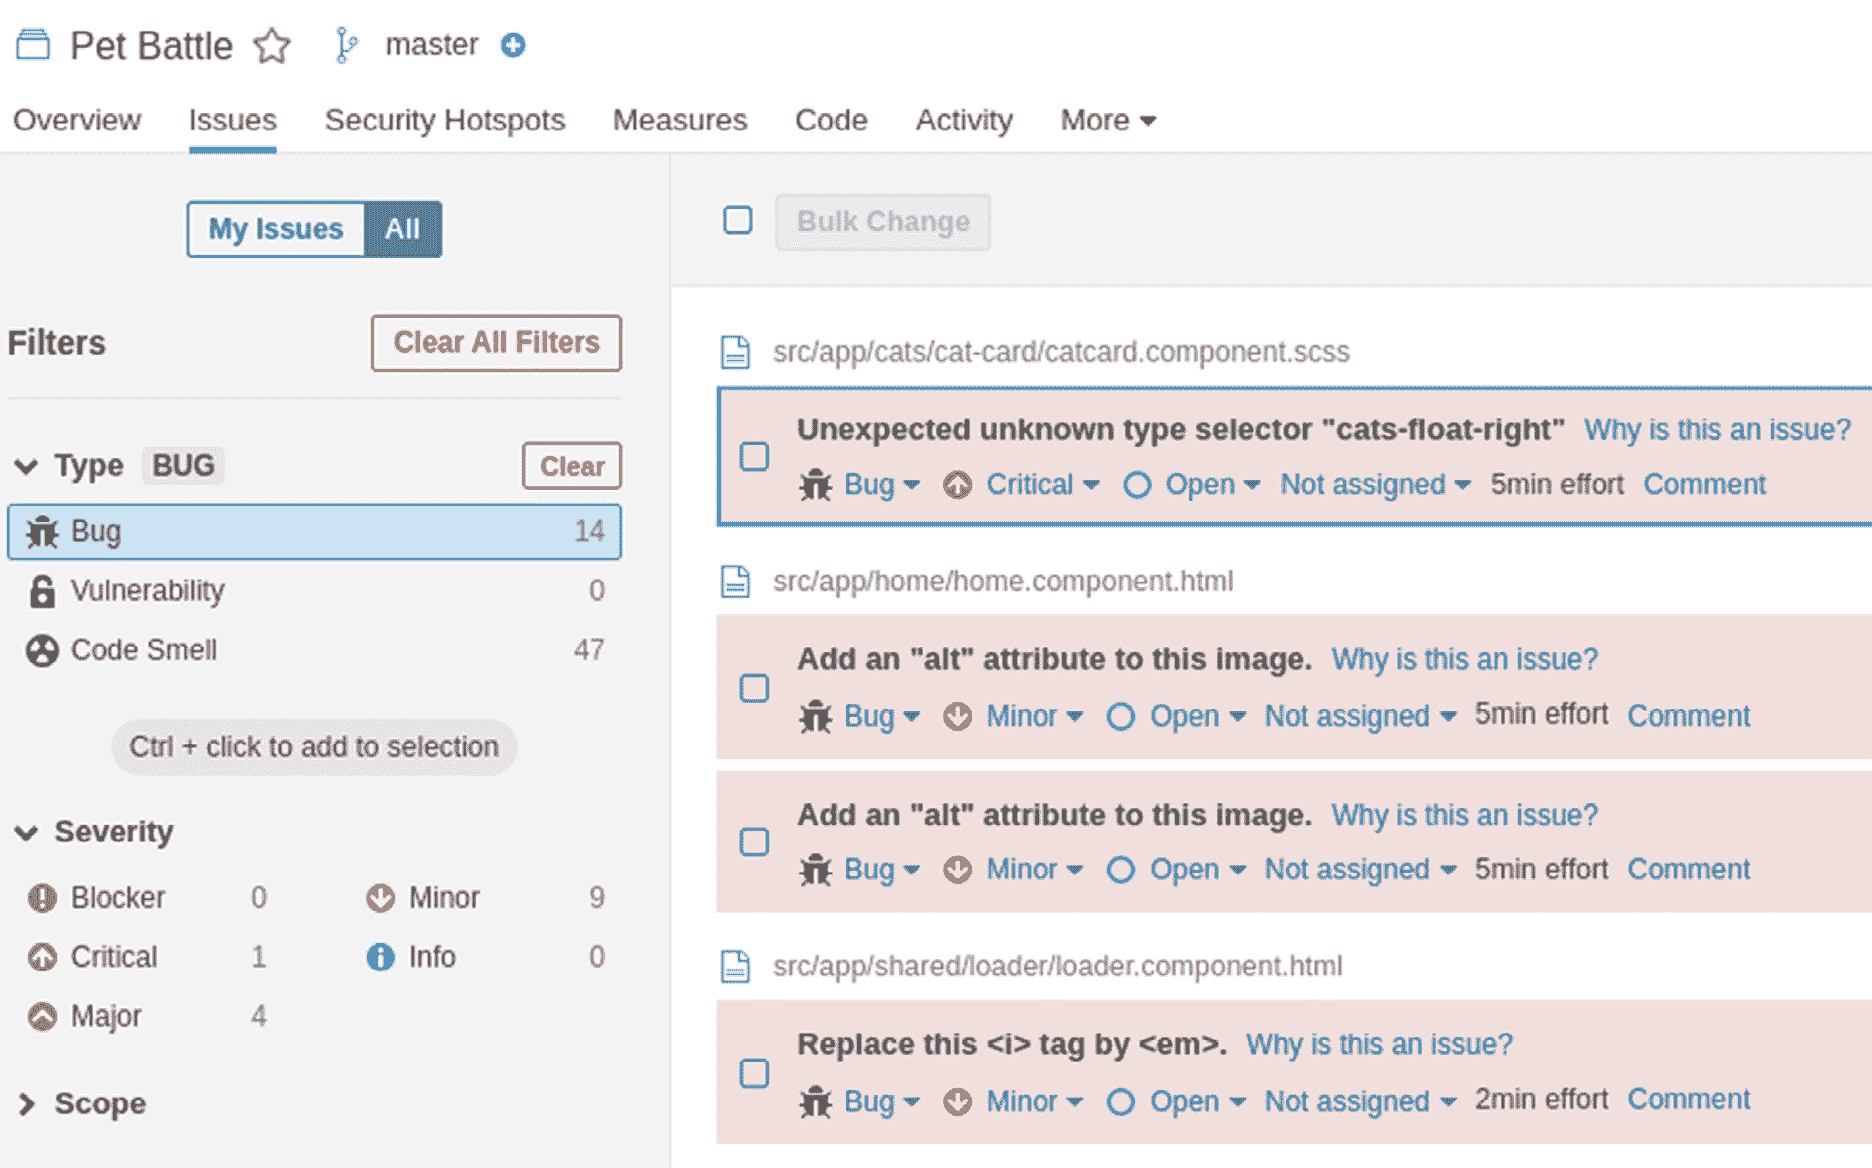 Pet Battle master
Overview Issues Security Hotspots Measures Code Activity More
My Issues All
Filters Clear All Filters
Type BUG Clear
Bug 14
Vulnerability 0
Code Smell 47
Ctrl + click to add to selection
Severity
Blocker 0 Minor 9
Critical 1 Info 0
Major 4
Scope
Bulk Change
src/app/cats/cat-card/catcard.component.scss
Unexpected unknown type selector "cats-float-right" Why is this an issue?
Bug Critical Open Not assigned 5min effort Comment
src/app/home/home.component.html
Add an "alt" attribute to this image. Why is this an issue?
Bug Minor Open Not assigned 5min effort Comment
Add an "alt" attribute to this image. Why is this an issue?
Bug Minor Open Not assigned 5min effort Comment
src/app/shared/loader/loader.component.html
Replace this <i> tag by <em>. Why is this an issue?
Bug Minor Open Not assigned 2min effort Comment